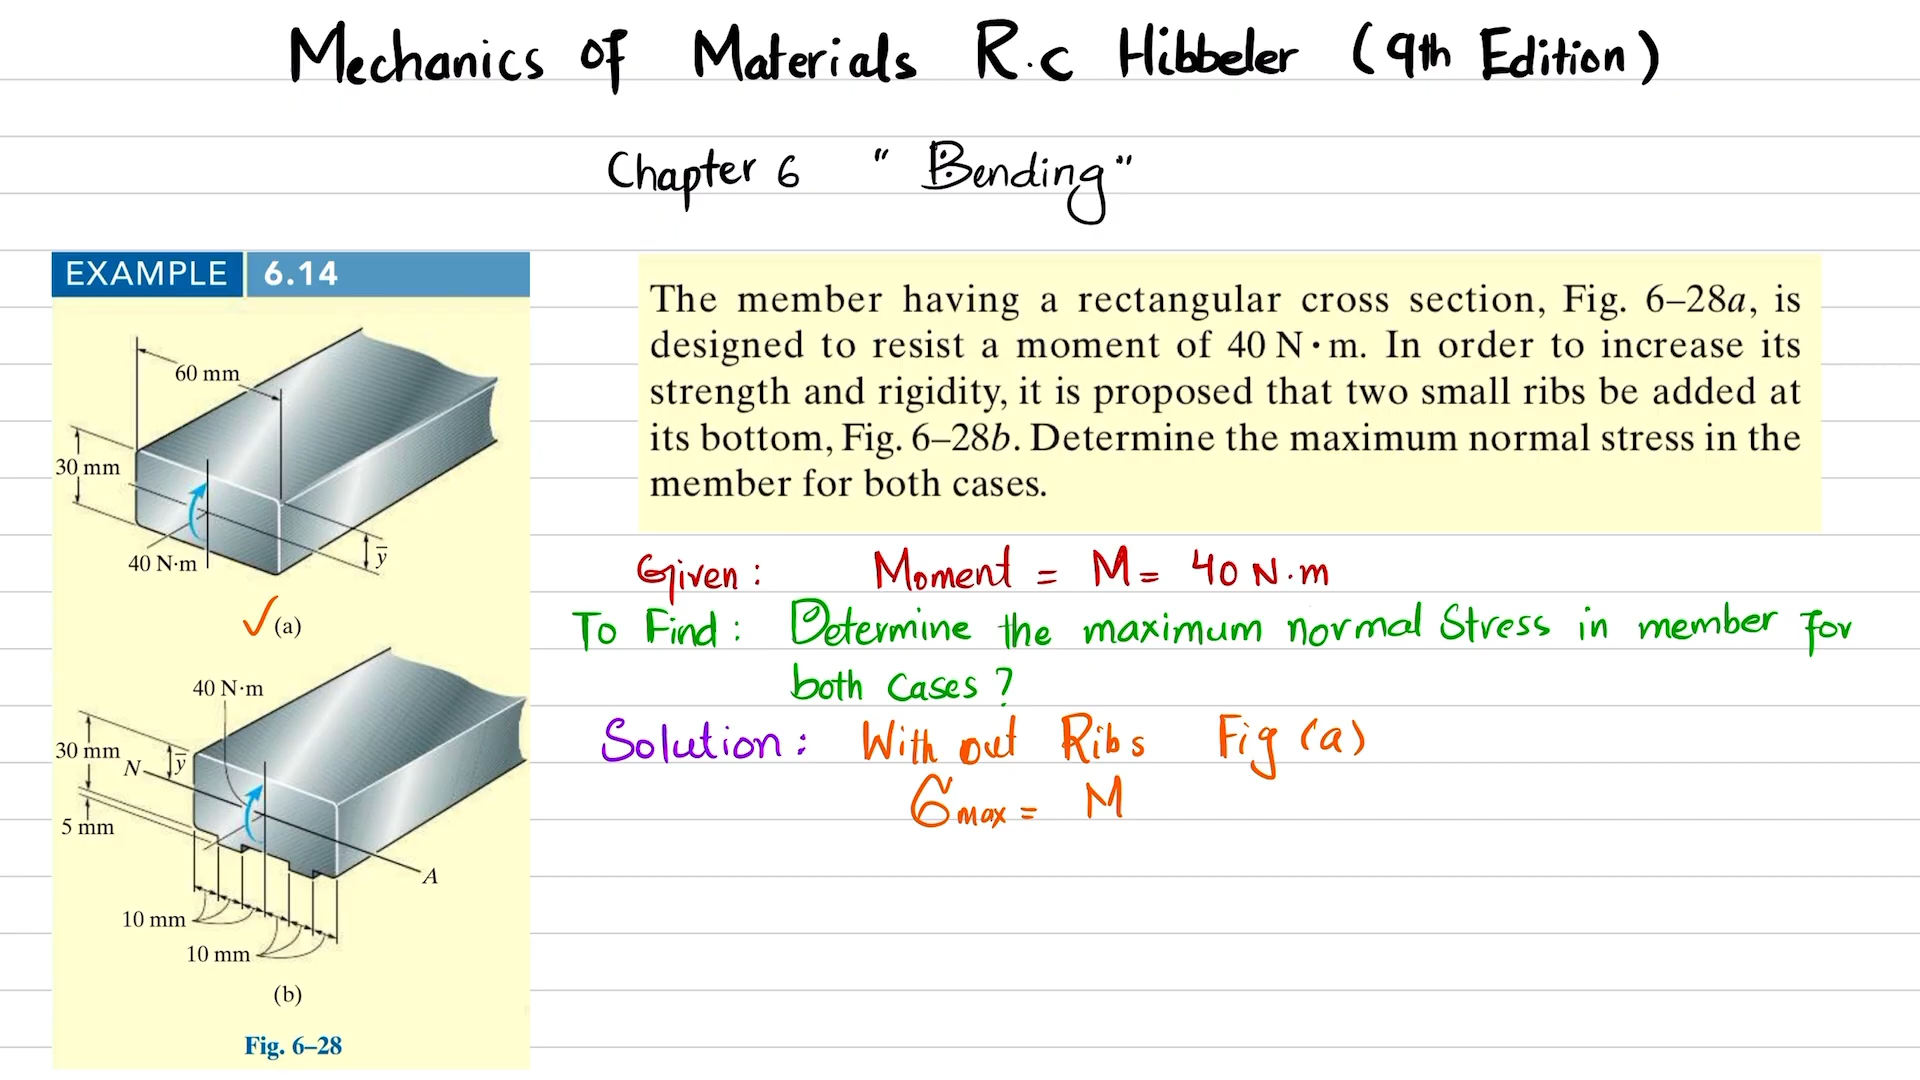 Mechanics of Materials R.C Hibbeler (9th Edition)
Chapter 6 "Bending"
EXAMPLE 6.14
60 mm
30 mm
40 N·m
y̅
✓(a)
40 N·m
30 mm
N
y̅
5 mm
A
10 mm
10 mm
(b)
Fig. 6–28
The member having a rectangular cross section, Fig. 6–28a, is
designed to resist a moment of 40 N·m. In order to increase its
strength and rigidity, it is proposed that two small ribs be added at
its bottom, Fig. 6–28b. Determine the maximum normal stress in the
member for both cases.
Given: Moment = M = 40 N.m
To Find: Determine the maximum normal Stress in member for
both Cases?
Solution: With out Ribs Fig (a)
σmax = M